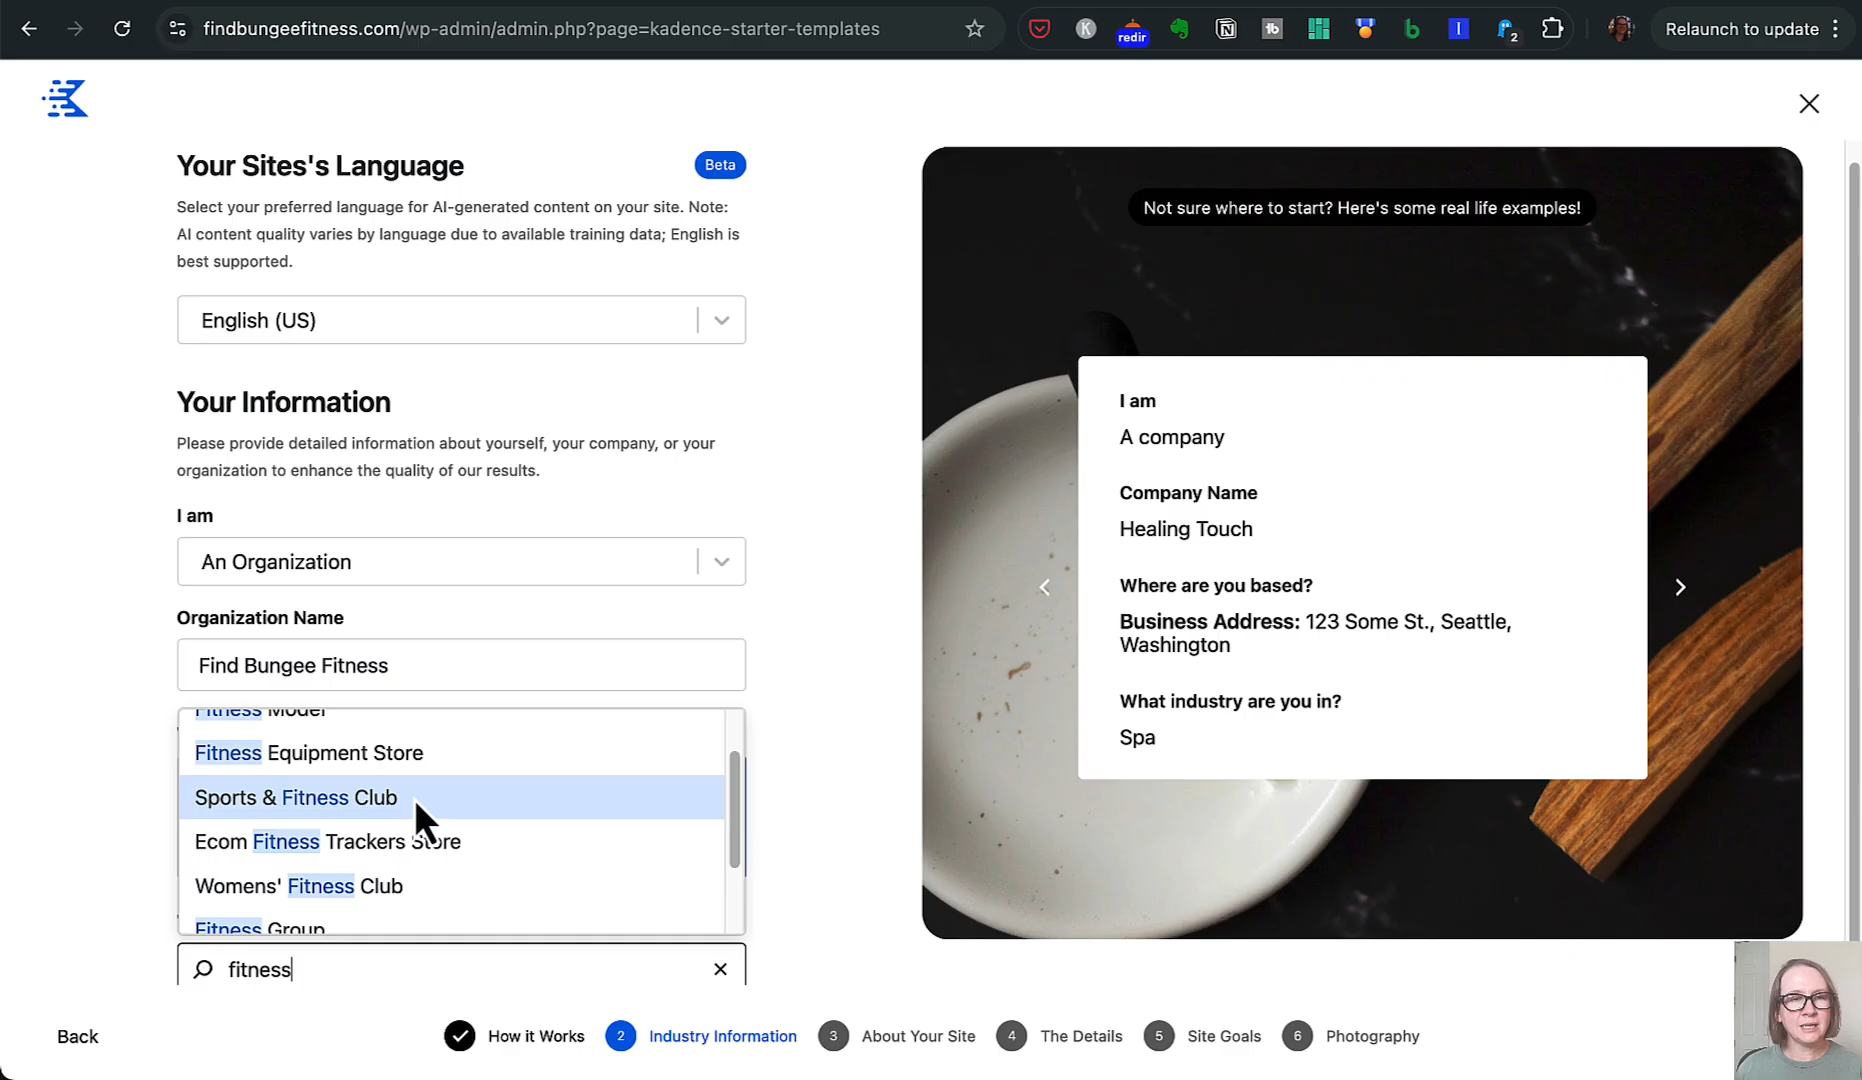 findbungeefitness.com/wp-admin/admin.php?page=kadence-starter-templates
K
redir
tb
b
I
2
Relaunch to update
Your Sites's Language
Beta
Select your preferred language for AI-generated content on your site. Note:
AI content quality varies by language due to available training data; English is
best supported.
English (US)
Your Information
Please provide detailed information about yourself, your company, or your
organization to enhance the quality of our results.
I am
An Organization
Organization Name
Find Bungee Fitness
Fitness Model
Fitness Equipment Store
Sports & Fitness Club
Ecom Fitness Trackers Store
Womens' Fitness Club
Fitness Group
fitness
Not sure where to start? Here's some real life examples!
I am
A company
Company Name
Healing Touch
Where are you based?
Business Address: 123 Some St., Seattle,
Washington
What industry are you in?
Spa
Back
How it Works
2 Industry Information
3 About Your Site
4 The Details
5 Site Goals
6 Photography